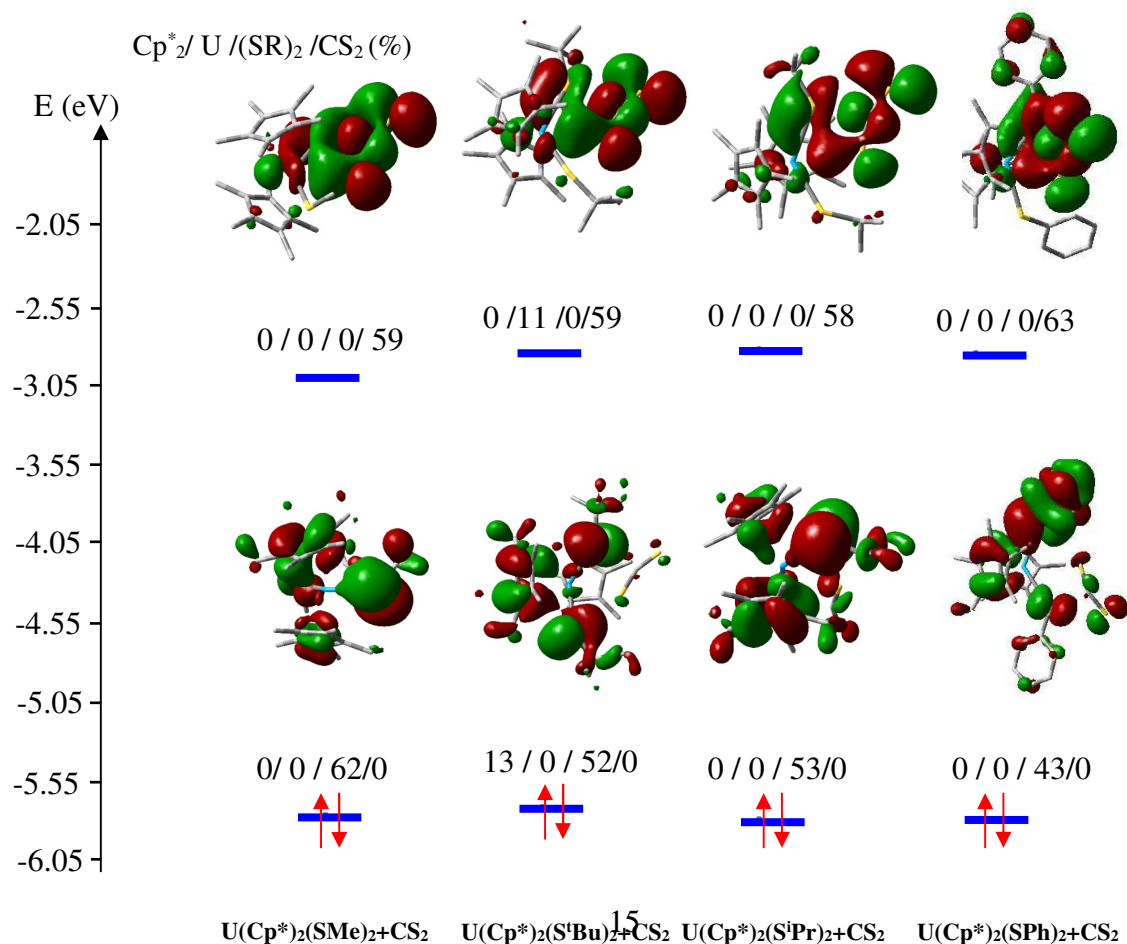 Cp*2/ U /(SR)2 /CS2 (%)
E (eV)
-2.05
-2.55
0 / 0 / 0/ 59
0 /11 /0/59
0 / 0 / 0/ 58
0 / 0 / 0/63
-3.05
-3.55
-4.05
-4.55
-5.05
-5.55
0/ 0 / 62/0
13 / 0 / 52/0
0 / 0 / 53/0
0 / 0 / 43/0
-6.05
15
U(Cp*)2(SMe)2+CS2
U(Cp*)2(StBu)2+CS2
U(Cp*)2(SiPr)2+CS2
U(Cp*)2(SPh)2+CS2